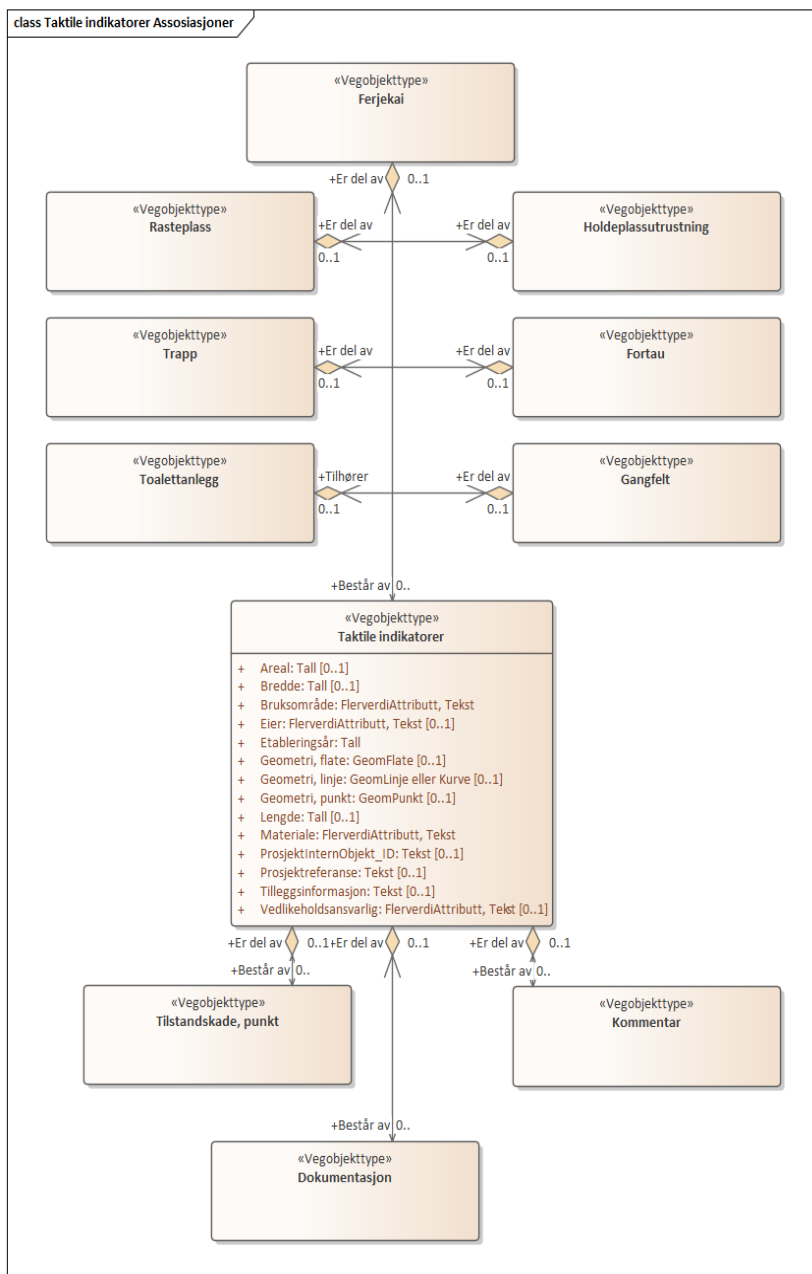 class Taktile indikatorer Assosiasjoner
«Vegobjekttype»
Ferjekai
+Er del av 0..1
«Vegobjekttype»
Rasteplass
+Er del av
0..1
+Er del av
0..1
«Vegobjekttype»
Holdeplassutrustning
«Vegobjekttype»
Trapp
+Er del av
0..1
+Er del av
0..1
«Vegobjekttype»
Fortau
«Vegobjekttype»
Toalettanlegg
+Tilhører
0..1
+Er del av
0..1
«Vegobjekttype»
Gangfelt
+Består av 0..
«Vegobjekttype»
Taktile indikatorer
+ Areal: Tall [0..1]
+ Bredde: Tall [0..1]
+ Bruksområde: FlerverdiAttributt, Tekst
+ Eier: FlerverdiAttributt, Tekst [0..1]
+ Etableringsår: Tall
+ Geometri, flate: GeomFlate [0..1]
+ Geometri, linje: GeomLinje eller Kurve [0..1]
+ Geometri, punkt: GeomPunkt [0..1]
+ Lengde: Tall [0..1]
+ Materiale: FlerverdiAttributt, Tekst
+ ProsjektInternObjekt_ID: Tekst [0..1]
+ Prosjektreferanse: Tekst [0..1]
+ Tilleggsinformasjon: Tekst [0..1]
+ Vedlikeholdsansvarlig: FlerverdiAttributt, Tekst [0..1]
+Er del av 0..1 +Er del av 0..1 +Er del av 0..1
+Består av 0.. +Består av 0..
«Vegobjekttype»
Tilstandskade, punkt
«Vegobjekttype»
Kommentar
+Består av 0..
«Vegobjekttype»
Dokumentasjon